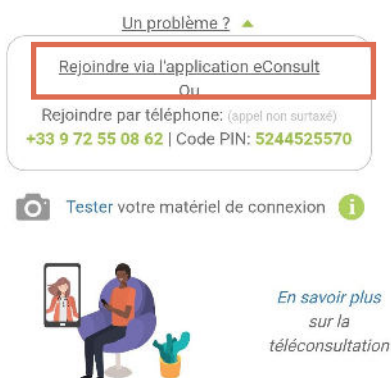 Un problème ?
Rejoindre via l'application eConsult
Ou
Rejoindre par téléphone: (appel non surtaxé)
+33 9 72 55 08 62 | Code PIN: 5244525570
Tester votre matériel de connexion i
En savoir plus
sur la
téléconsultation